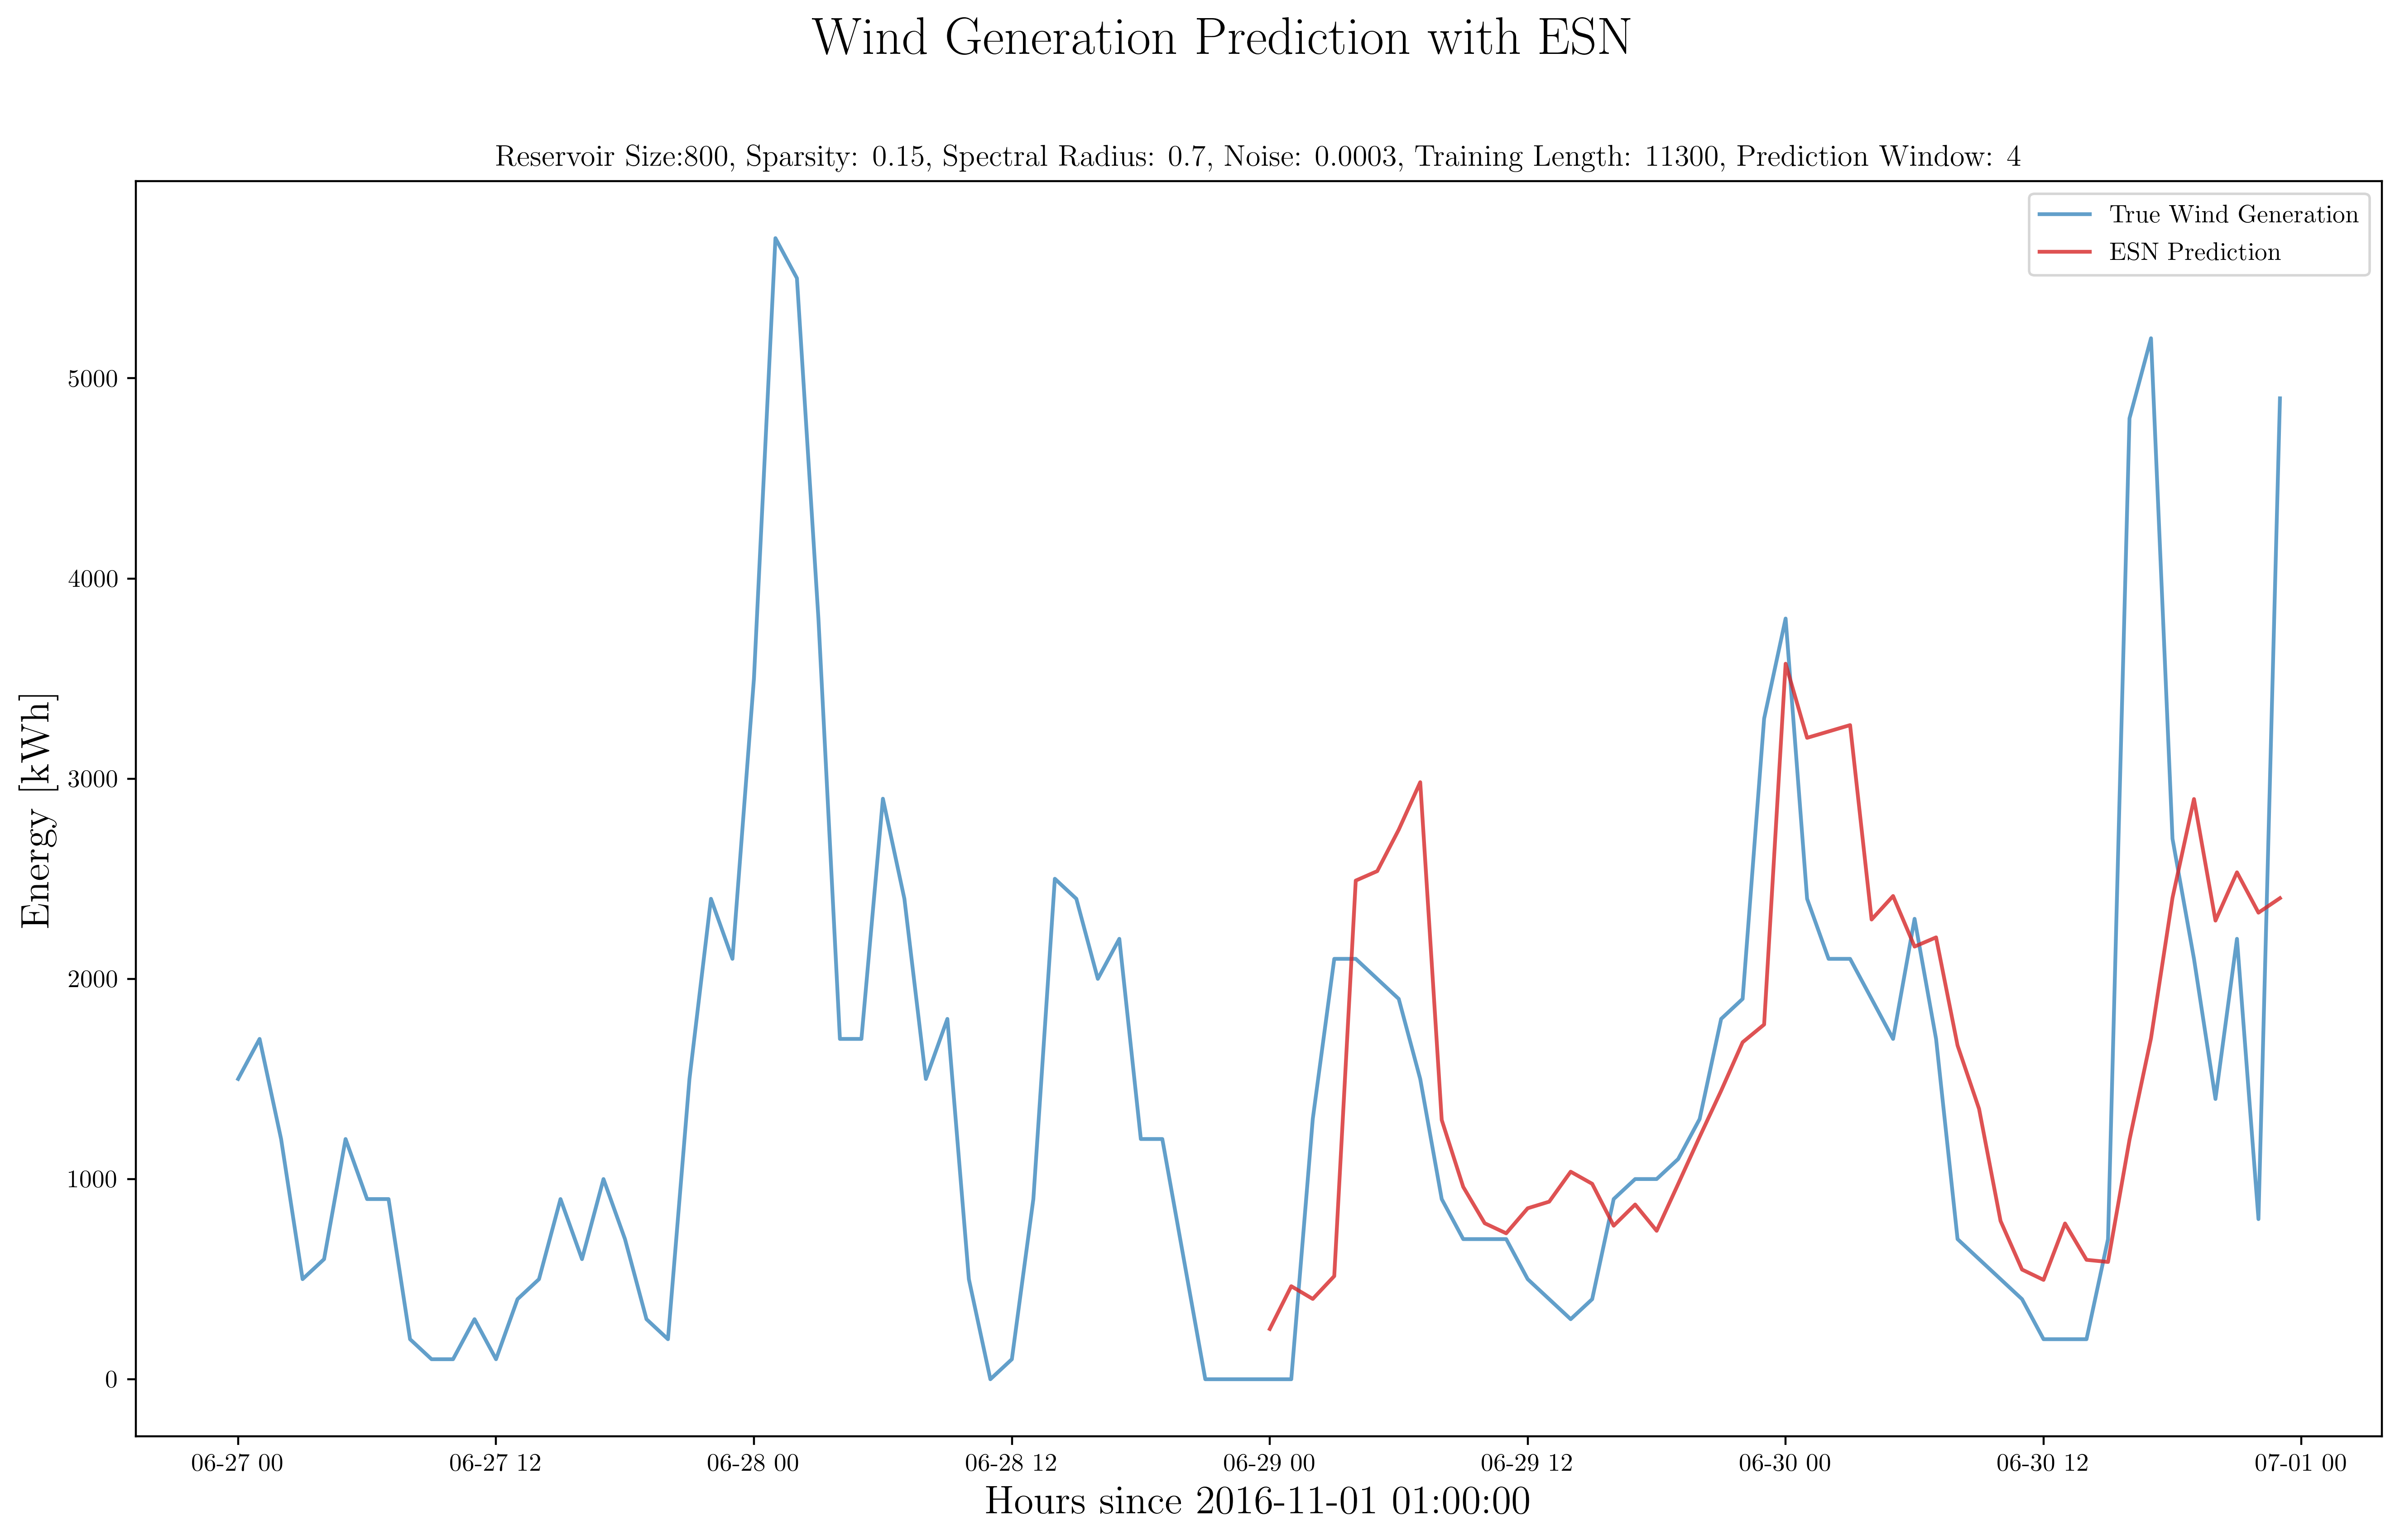 Wind Generation Prediction with ESN
Reservoir Size:800, Sparsity: 0.15, Spectral Radius: 0.7, Noise: 0.0003, Training Length: 11300, Prediction Window: 4
True Wind Generation
ESN Prediction
Energy [kWh]
5000
4000
3000
2000
1000
0
06-27 00
06-27 12
06-28 00
06-28 12
06-29 00
06-29 12
06-30 00
06-30 12
07-01 00
Hours since 2016-11-01 01:00:00